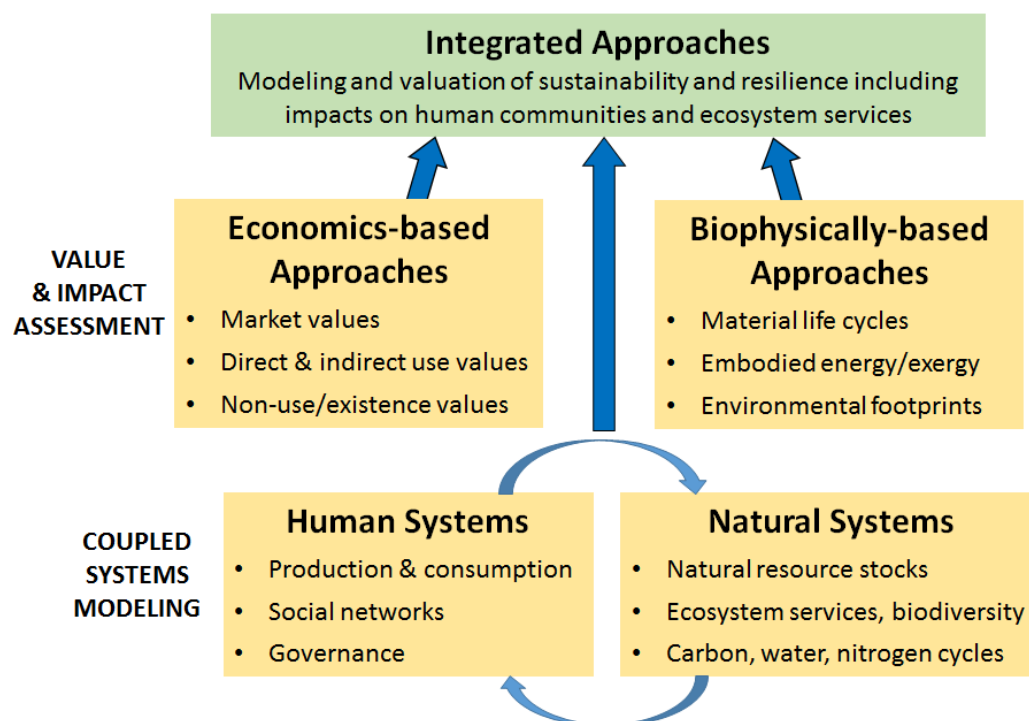 Integrated Approaches
Modeling and valuation of sustainability and resilience including
impacts on human communities and ecosystem services
VALUE
& IMPACT
ASSESSMENT
Economics-based
Approaches
• Market values
• Direct & indirect use values
• Non-use/existence values
Biophysically-based
Approaches
• Material life cycles
• Embodied energy/exergy
• Environmental footprints
COUPLED
SYSTEMS
MODELING
Human Systems
• Production & consumption
• Social networks
• Governance
Natural Systems
• Natural resource stocks
• Ecosystem services, biodiversity
• Carbon, water, nitrogen cycles